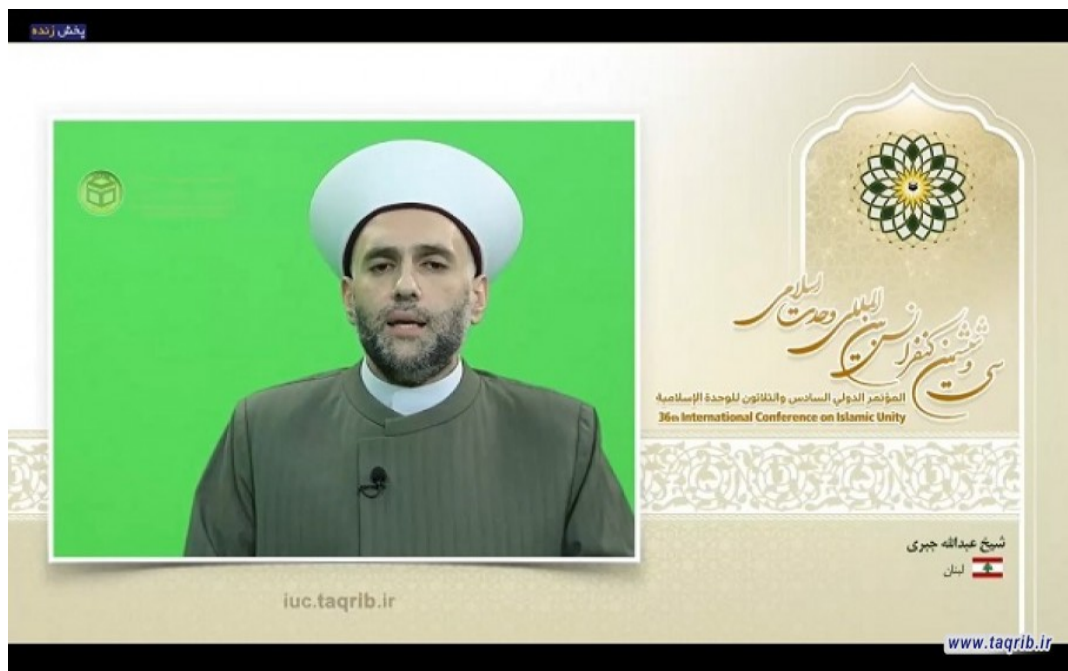 پخش زنده
سی و ششمین کنفرانس بین المللی وحدت اسلامی
المؤتمر الدولي السادس والثلاثون للوحدة الإسلامية
36th International Conference on Islamic Unity
شیخ عبدالله جبری
لبنان
iuc.taqrib.ir
www.taqrib.ir